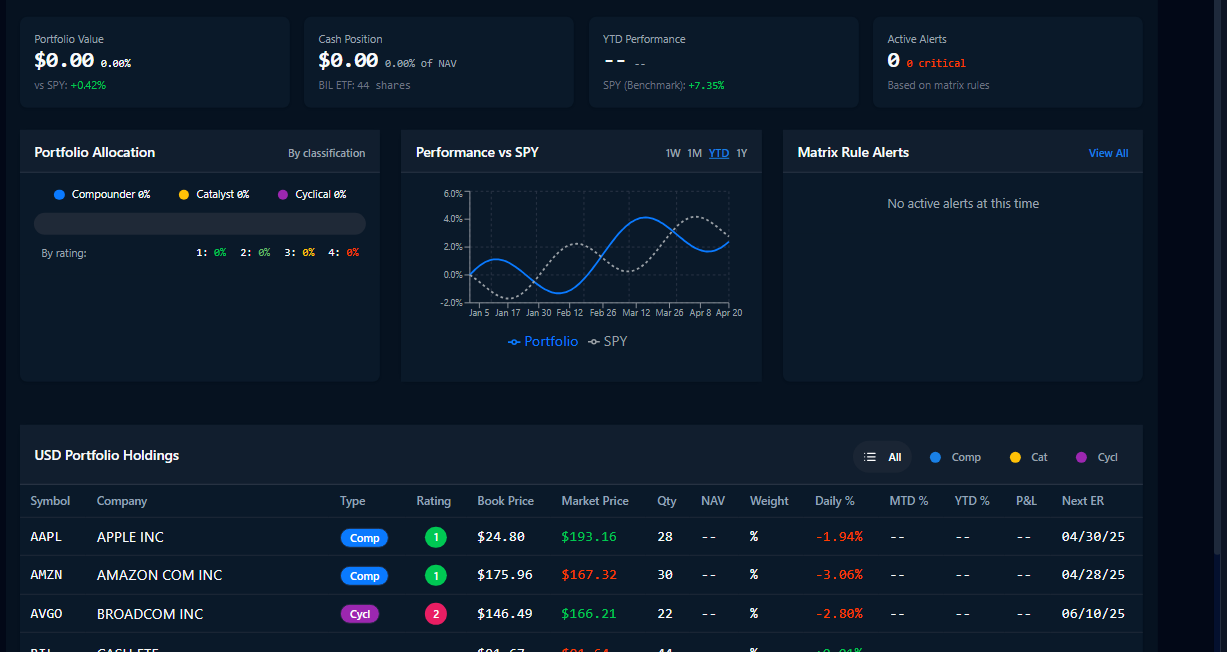 Portfolio Value
$0.00 0.00%
vs SPY: +0.42%
Cash Position
$0.00 0.00% of NAV
BIL ETF: 44 shares
YTD Performance
-- --
SPY (Benchmark): +7.35%
Active Alerts
0 0 critical
Based on matrix rules
Portfolio Allocation By classification
Compounder 0% Catalyst 0% Cyclical 0%
By rating: 1: 0% 2: 0% 3: 0% 4: 0%
Performance vs SPY 1W 1M YTD 1Y
6.0%
4.0%
2.0%
0.0%
-2.0%
Jan 5 Jan 17 Jan 30 Feb 12 Feb 26 Mar 12 Mar 26 Apr 8 Apr 20
Portfolio SPY
Matrix Rule Alerts View All
No active alerts at this time
USD Portfolio Holdings All Comp Cat Cycl
Symbol Company Type Rating Book Price Market Price Qty NAV Weight Daily % MTD % YTD % P&L Next ER
AAPL APPLE INC Comp 1 $24.80 $193.16 28 -- % -1.94% -- -- -- 04/30/25
AMZN AMAZON COM INC Comp 1 $175.96 $167.32 30 -- % -3.06% -- -- -- 04/28/25
AVGO BROADCOM INC Cycl 2 $146.49 $166.21 22 -- % -2.80% -- -- -- 06/10/25